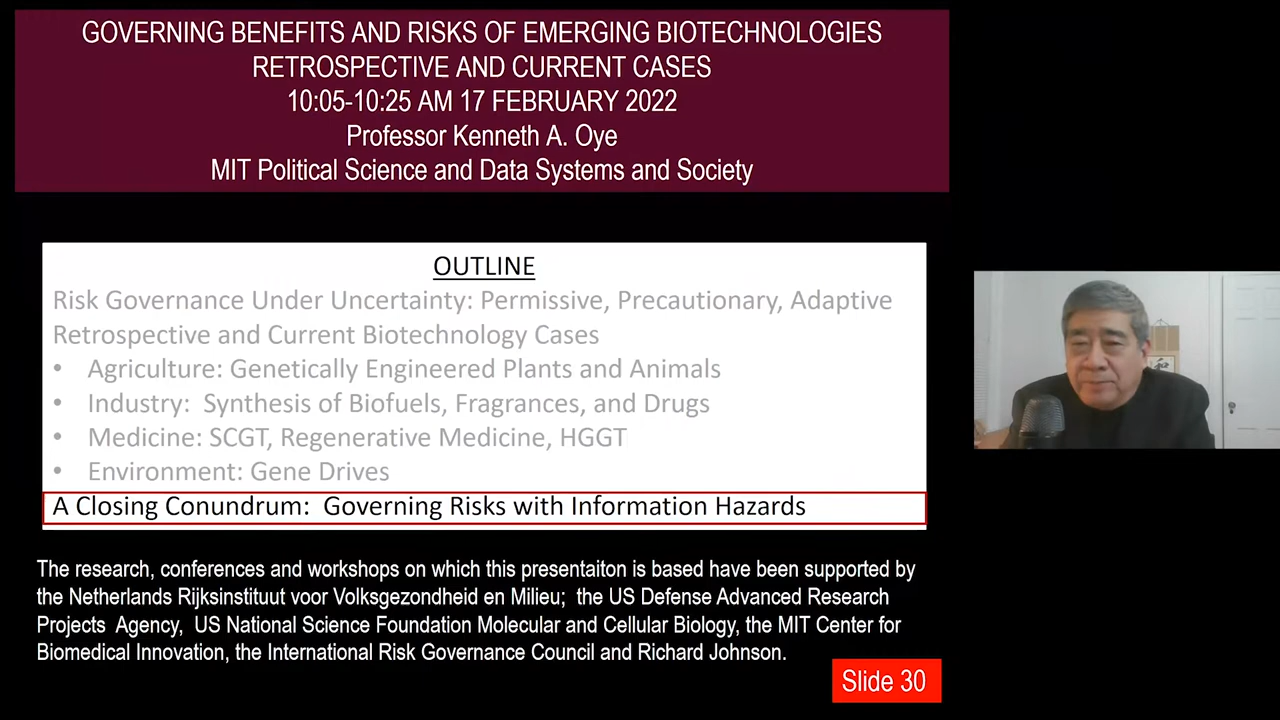 GOVERNING BENEFITS AND RISKS OF EMERGING BIOTECHNOLOGIES
RETROSPECTIVE AND CURRENT CASES
10:05-10:25 AM 17 FEBRUARY 2022
Professor Kenneth A. Oye
MIT Political Science and Data Systems and Society
OUTLINE
Risk Governance Under Uncertainty: Permissive, Precautionary, Adaptive
Retrospective and Current Biotechnology Cases
• Agriculture: Genetically Engineered Plants and Animals
• Industry: Synthesis of Biofuels, Fragrances, and Drugs
• Medicine: SCGT, Regenerative Medicine, HGGT
• Environment: Gene Drives
A Closing Conundrum: Governing Risks with Information Hazards
The research, conferences and workshops on which this presentaiton is based have been supported by
the Netherlands Rijksinstituut voor Volksgezondheid en Milieu; the US Defense Advanced Research
Projects Agency, US National Science Foundation Molecular and Cellular Biology, the MIT Center for
Biomedical Innovation, the International Risk Governance Council and Richard Johnson.
Slide 30